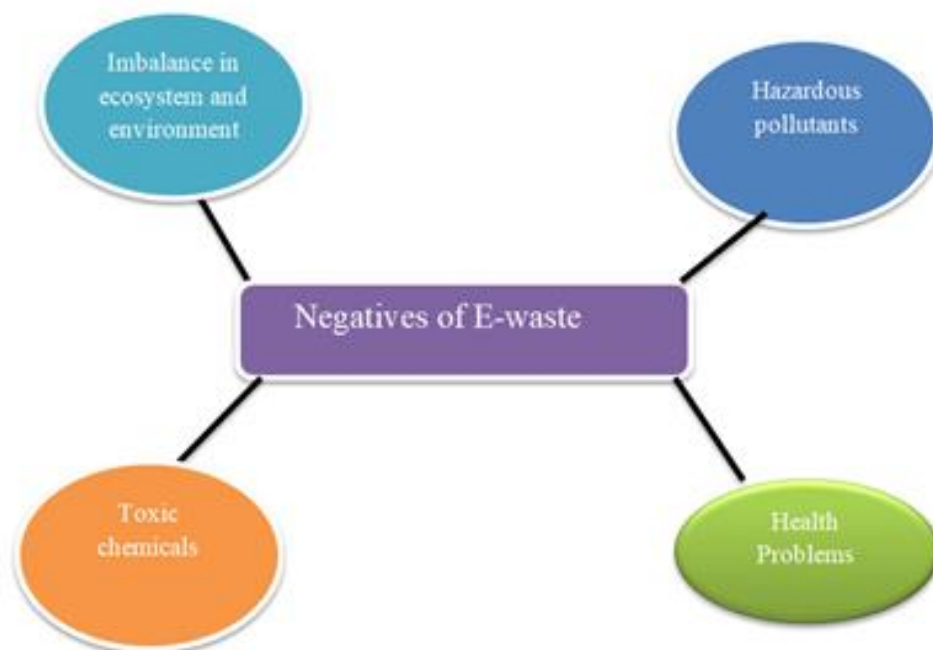 Imbalance in
ecosystem and
environment
Hazardous
pollutants
Negatives of E-waste
Toxic
chemicals
Health
Problems